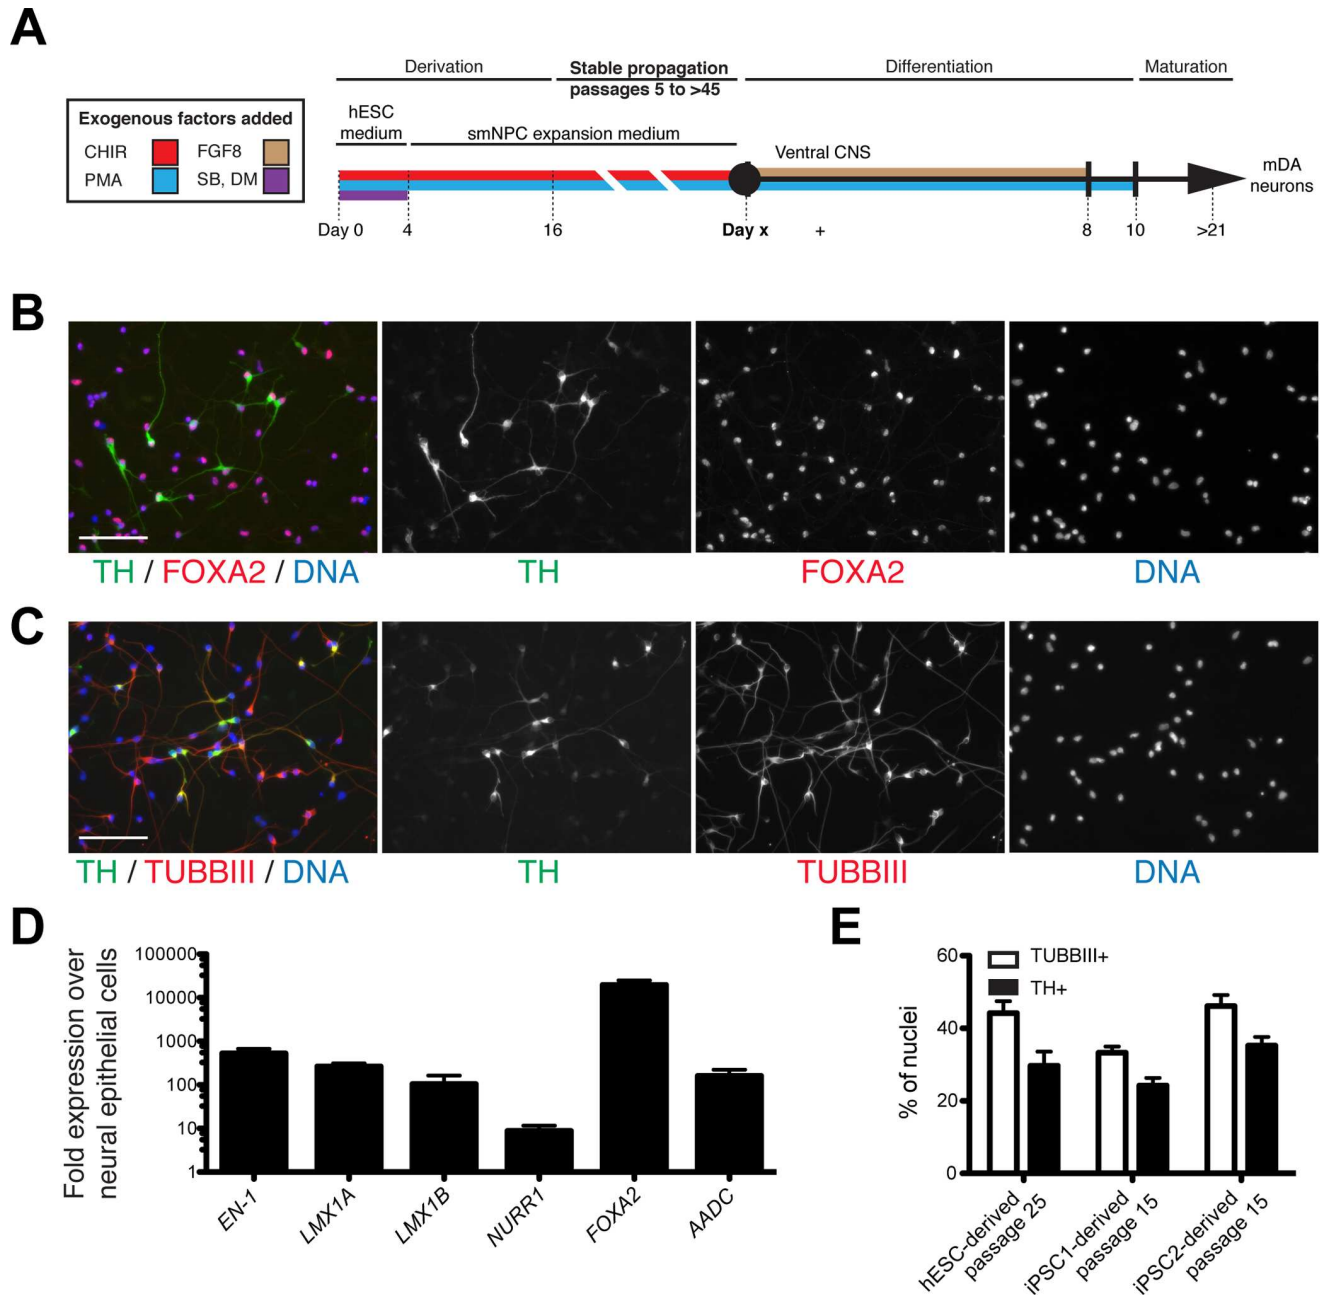 A
Derivation
Stable propagation
passages 5 to >45
Differentiation
Maturation
Exogenous factors added
CHIR
FGF8
PMA
SB, DM
hESC
medium
smNPC expansion medium
Ventral CNS
mDA
neurons
Day 0
4
16
Day x
+
8
10
>21
B
TH / FOXA2 / DNA
TH
FOXA2
DNA
C
TH / TUBBIII / DNA
TH
TUBBIII
DNA
D
Fold expression over
neural epithelial cells
100000
10000
1000
100
10
1
EN-1
LMX1A
LMX1B
NURR1
FOXA2
AADC
E
% of nuclei
60
40
20
0
TUBBIII+
TH+
hESC-derived
passage 25
iPSC1-derived
passage 15
iPSC2-derived
passage 15